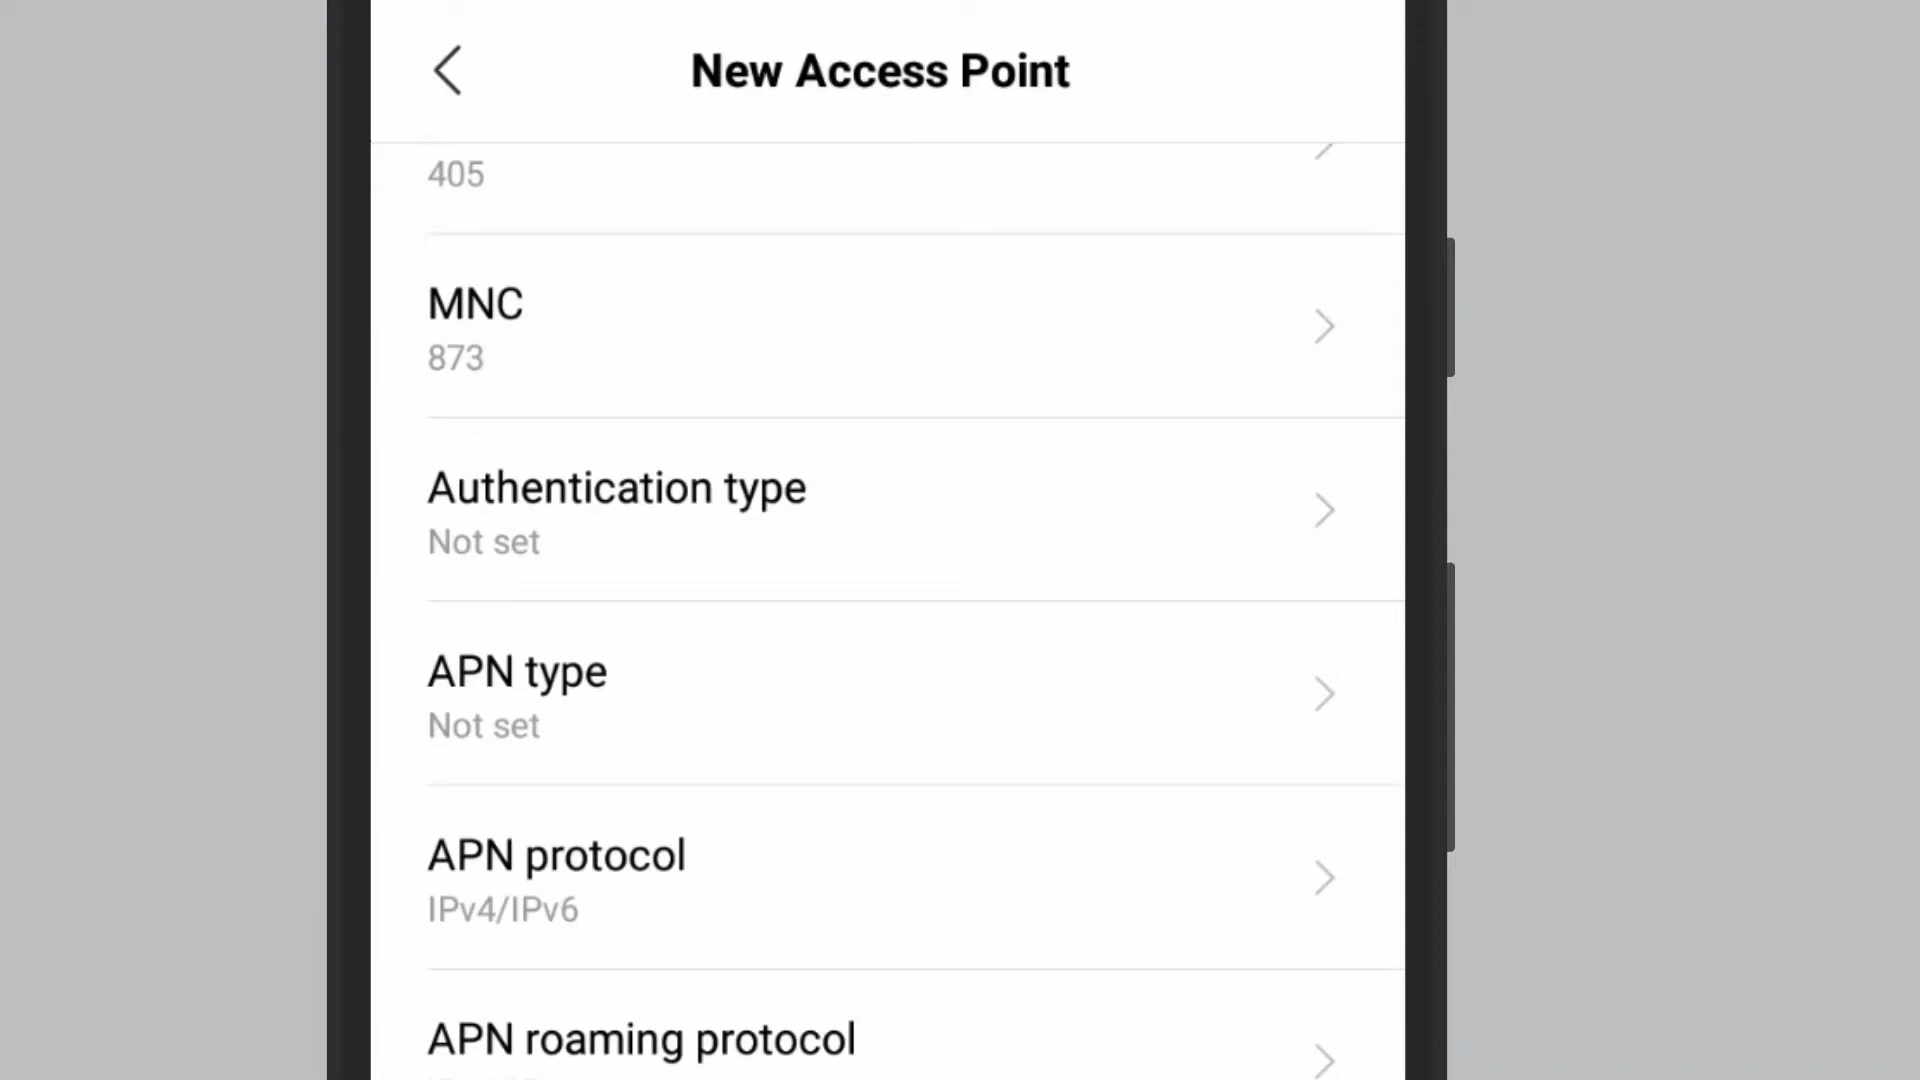 New Access Point
405
MNC
873
Authentication type
Not set
APN type
Not set
APN protocol
IPv4/IPv6
APN roaming protocol